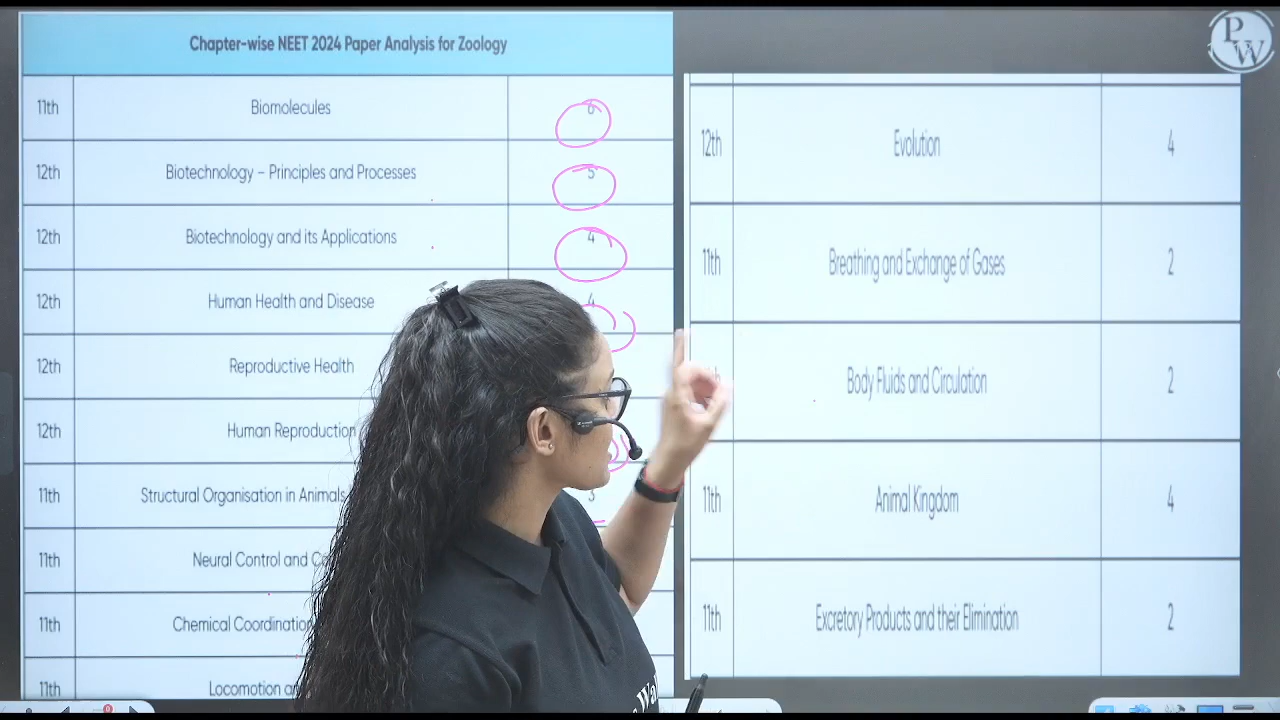 Chapter-wise NEET 2024 Paper Analysis for Zoology
11th Biomolecules 6
12th Biotechnology – Principles and Processes 5
12th Biotechnology and its Applications 4
12th Human Health and Disease 4
12th Reproductive Health
12th Human Reproduction
11th Structural Organisation in Animals 3
11th Neural Control and
11th Chemical Coordination
11th Locomotion
12th Evolution 4
11th Breathing and Exchange of Gases 2
Body Fluids and Circulation 2
11th Animal Kingdom 4
11th Excretory Products and their Elimination 2
P
W